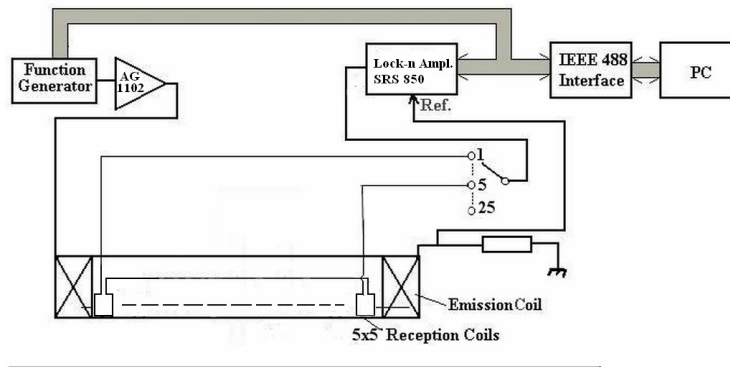 Function
Generator
AG
1102
Lock-n Ampl.
SRS 850
IEEE 488
Interface
PC
Ref.
1
5
25
Emission Coil
5x5 Reception Coils